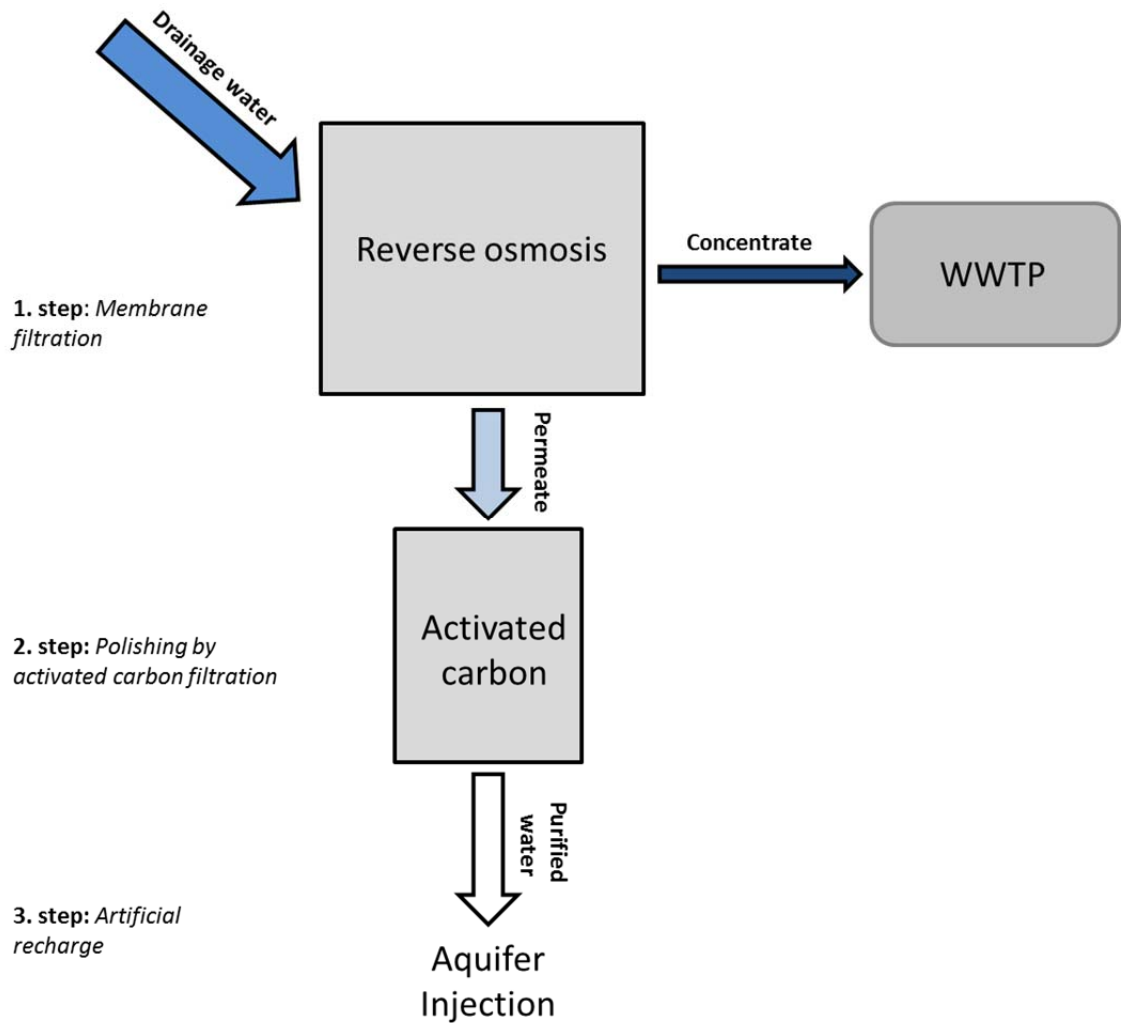 Drainage water
Reverse osmosis
Concentrate
WWTP
1. step: Membrane
filtration
Permeate
Activated
carbon
2. step: Polishing by
activated carbon filtration
Purified
water
3. step: Artificial
recharge
Aquifer
Injection